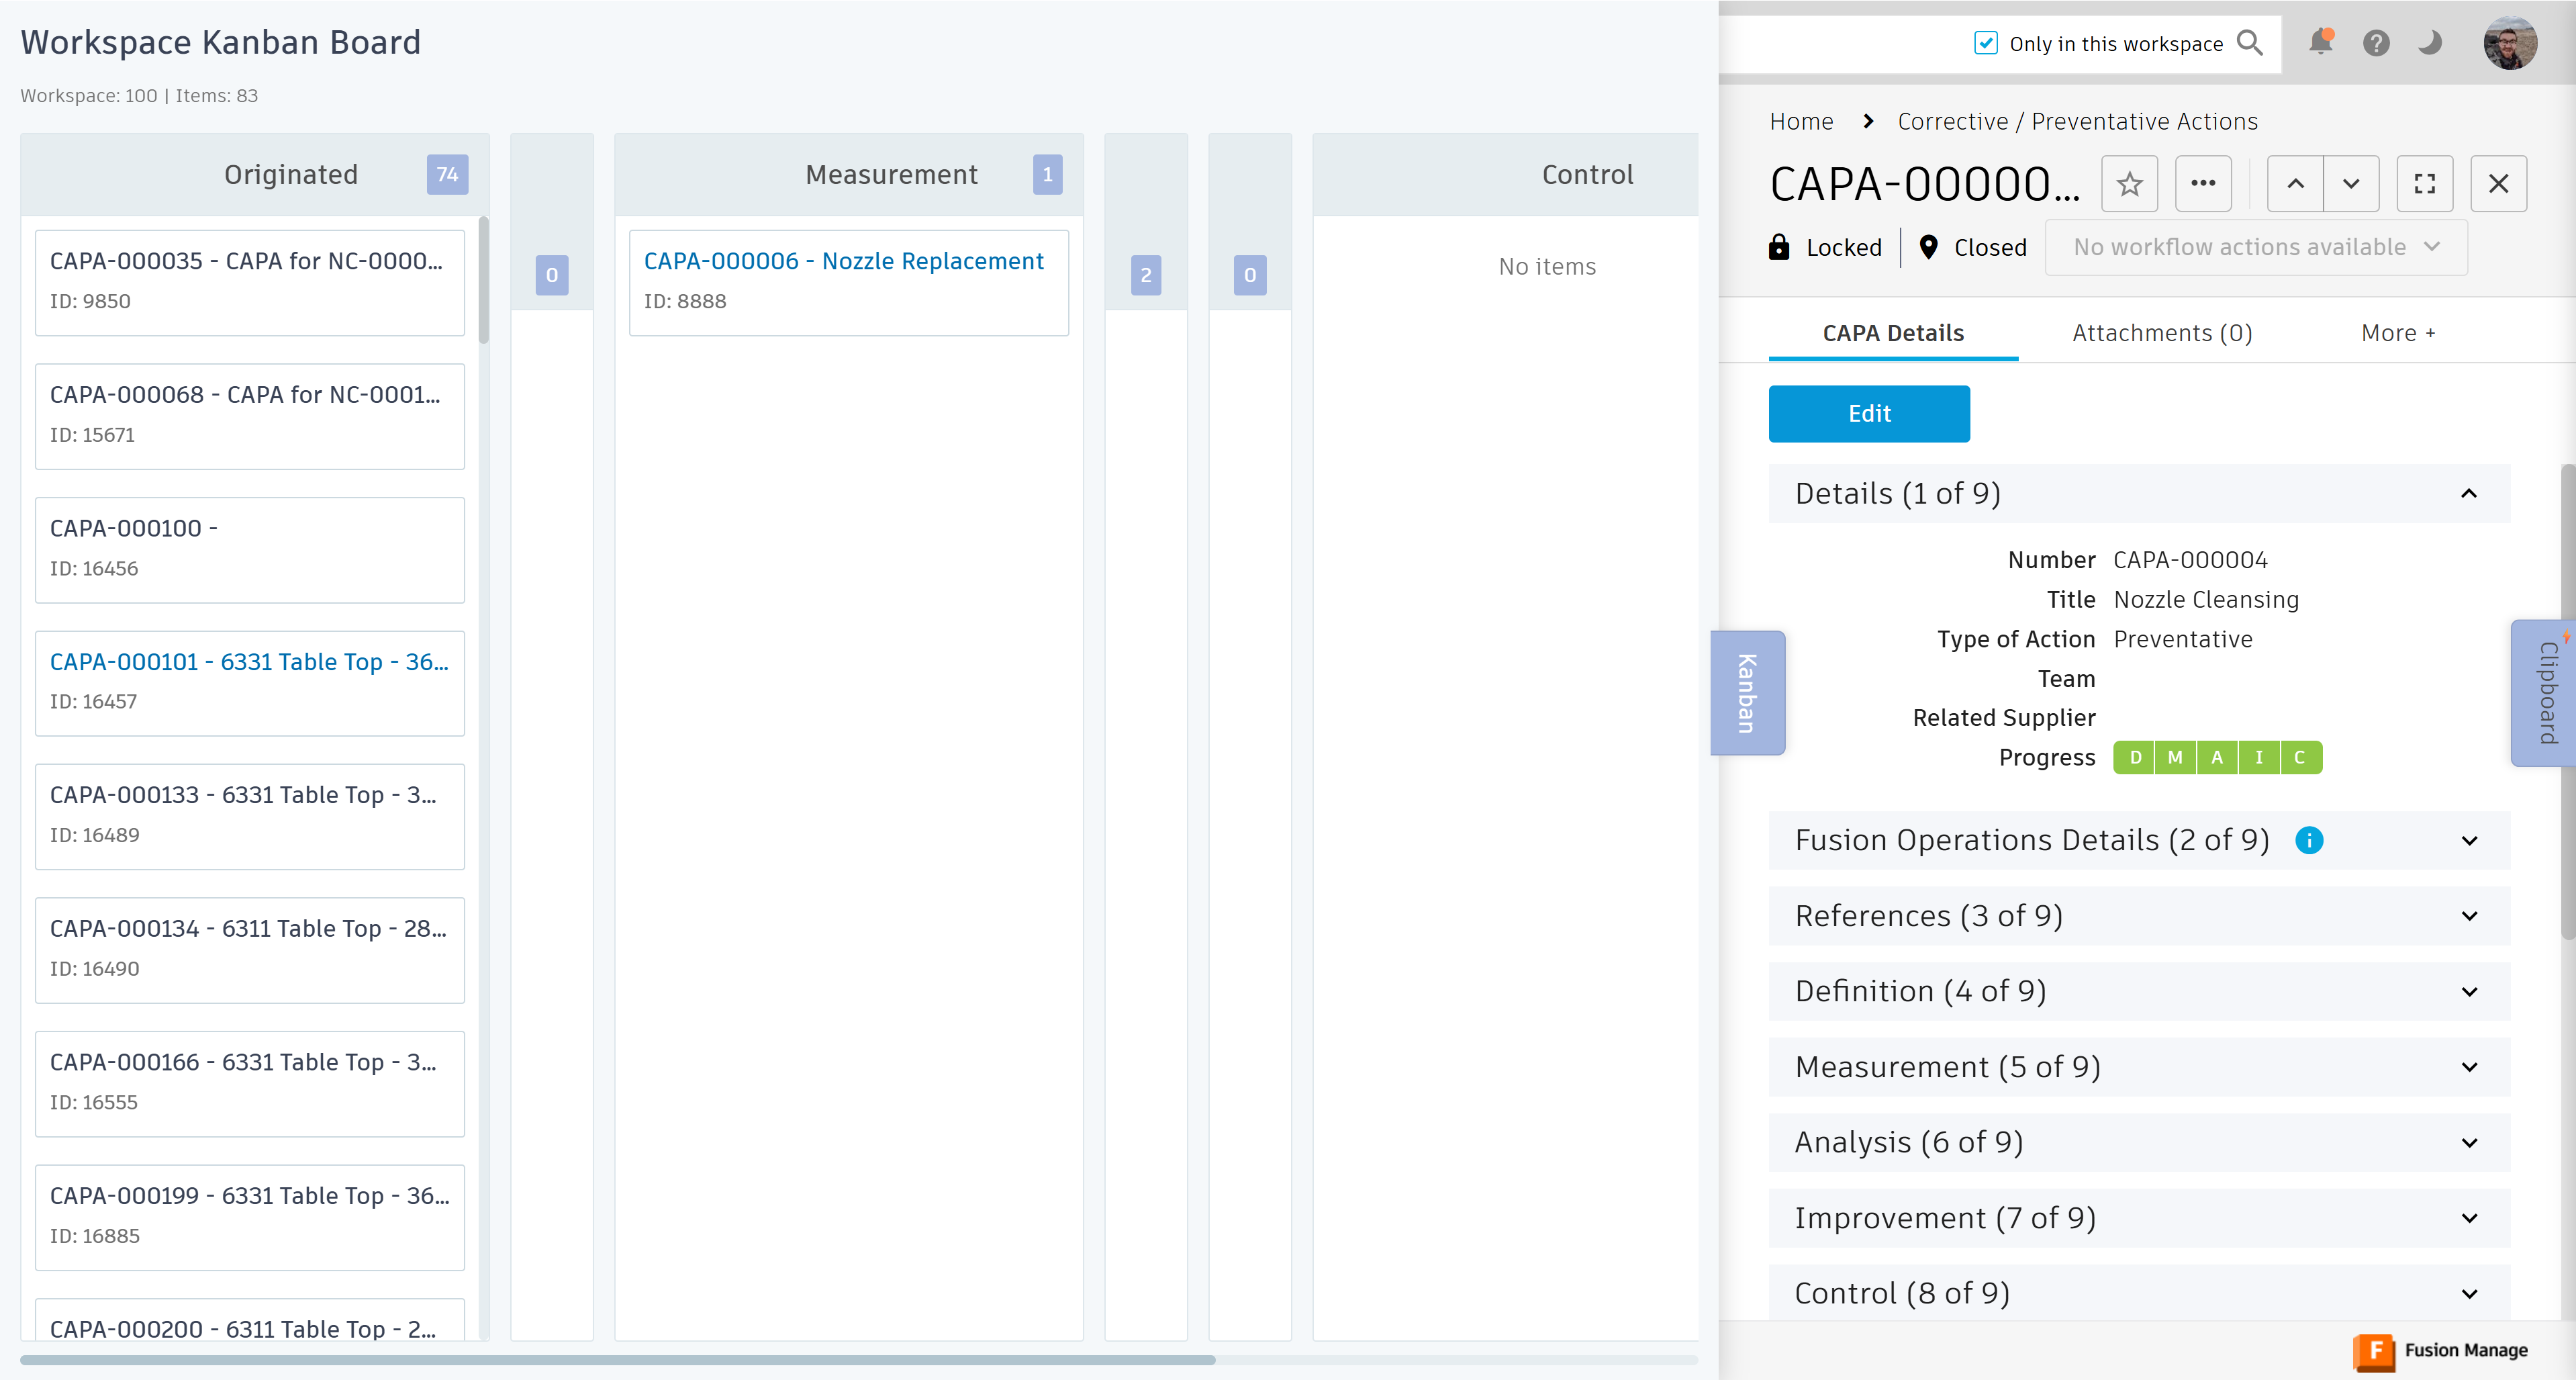 Workspace Kanban Board
Workspace: 100 | Items: 83
Originated 74
CAPA-000035 - CAPA for NC-0000...
ID: 9850
CAPA-000068 - CAPA for NC-0001...
ID: 15671
CAPA-000100 -
ID: 16456
CAPA-000101 - 6331 Table Top - 36...
ID: 16457
CAPA-000133 - 6331 Table Top - 3...
ID: 16489
CAPA-000134 - 6311 Table Top - 28...
ID: 16490
CAPA-000166 - 6331 Table Top - 3...
ID: 16555
CAPA-000199 - 6331 Table Top - 36...
ID: 16885
CAPA-000200 - 6311 Table Top - 2...
0
Measurement 1
CAPA-000006 - Nozzle Replacement
ID: 8888
2
0
Control
No items
Kanban
Only in this workspace
Home > Corrective / Preventative Actions
CAPA-00000...
Locked | Closed No workflow actions available
CAPA Details Attachments (0) More +
Edit
Details (1 of 9)
Number CAPA-000004
Title Nozzle Cleansing
Type of Action Preventative
Team
Related Supplier
Progress D M A I C
Fusion Operations Details (2 of 9) i
References (3 of 9)
Definition (4 of 9)
Measurement (5 of 9)
Analysis (6 of 9)
Improvement (7 of 9)
Control (8 of 9)
Clipboard
F Fusion Manage